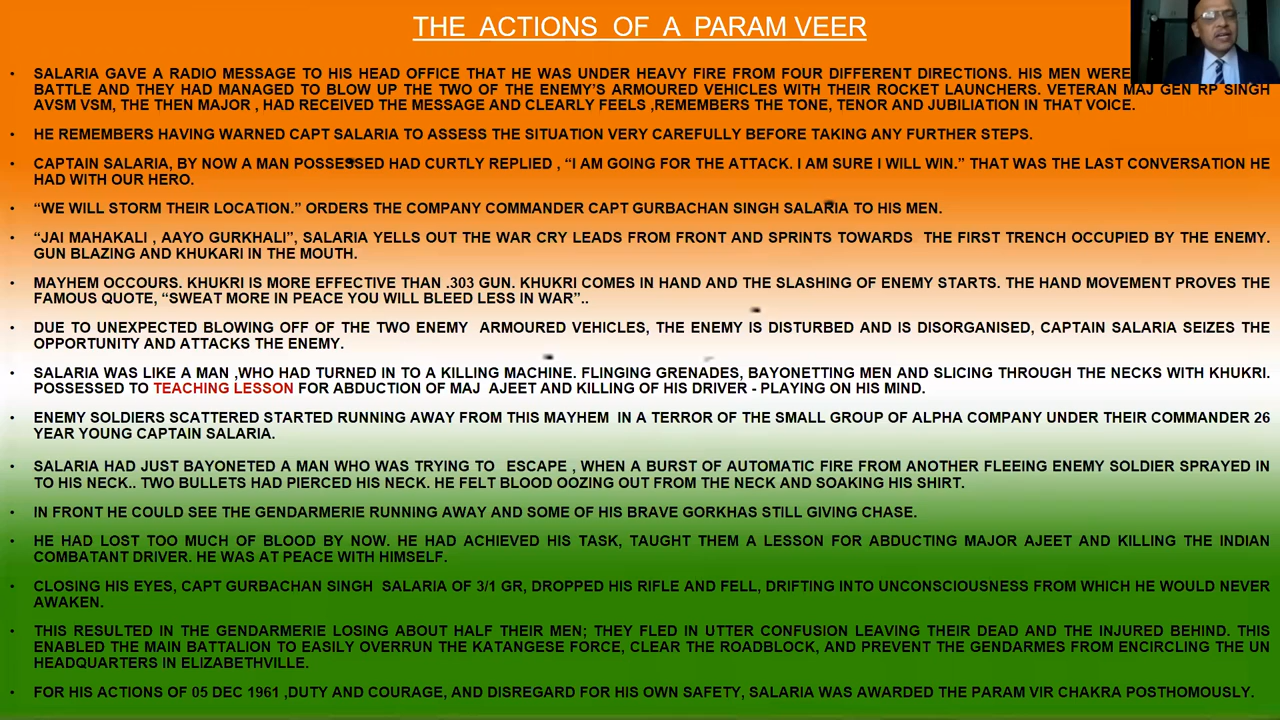 THE ACTIONS OF A PARAM VEER
• SALARIA GAVE A RADIO MESSAGE TO HIS HEAD OFFICE THAT HE WAS UNDER HEAVY FIRE FROM FOUR DIFFERENT DIRECTIONS. HIS MEN WERE
BATTLE AND THEY HAD MANAGED TO BLOW UP THE TWO OF THE ENEMY'S ARMOURED VEHICLES WITH THEIR ROCKET LAUNCHERS. VETERAN MAJ GEN RP SINGH
AVSM VSM, THE THEN MAJOR , HAD RECEIVED THE MESSAGE AND CLEARLY FEELS ,REMEMBERS THE TONE, TENOR AND JUBILIATION IN THAT VOICE.
• HE REMEMBERS HAVING WARNED CAPT SALARIA TO ASSESS THE SITUATION VERY CAREFULLY BEFORE TAKING ANY FURTHER STEPS.
• CAPTAIN SALARIA, BY NOW A MAN POSSESSED HAD CURTLY REPLIED , “I AM GOING FOR THE ATTACK. I AM SURE I WILL WIN.” THAT WAS THE LAST CONVERSATION HE
HAD WITH OUR HERO.
• “WE WILL STORM THEIR LOCATION.” ORDERS THE COMPANY COMMANDER CAPT GURBACHAN SINGH SALARIA TO HIS MEN.
• “JAI MAHAKALI , AAYO GURKHALI”, SALARIA YELLS OUT THE WAR CRY LEADS FROM FRONT AND SPRINTS TOWARDS THE FIRST TRENCH OCCUPIED BY THE ENEMY.
GUN BLAZING AND KHUKARI IN THE MOUTH.
• MAYHEM OCCOURS. KHUKRI IS MORE EFFECTIVE THAN .303 GUN. KHUKRI COMES IN HAND AND THE SLASHING OF ENEMY STARTS. THE HAND MOVEMENT PROVES THE
FAMOUS QUOTE, “SWEAT MORE IN PEACE YOU WILL BLEED LESS IN WAR”..
• DUE TO UNEXPECTED BLOWING OFF OF THE TWO ENEMY ARMOURED VEHICLES, THE ENEMY IS DISTURBED AND IS DISORGANISED, CAPTAIN SALARIA SEIZES THE
OPPORTUNITY AND ATTACKS THE ENEMY.
• SALARIA WAS LIKE A MAN ,WHO HAD TURNED IN TO A KILLING MACHINE. FLINGING GRENADES, BAYONETTING MEN AND SLICING THROUGH THE NECKS WITH KHUKRI.
POSSESSED TO TEACHING LESSON FOR ABDUCTION OF MAJ AJEET AND KILLING OF HIS DRIVER - PLAYING ON HIS MIND.
• ENEMY SOLDIERS SCATTERED STARTED RUNNING AWAY FROM THIS MAYHEM IN A TERROR OF THE SMALL GROUP OF ALPHA COMPANY UNDER THEIR COMMANDER 26
YEAR YOUNG CAPTAIN SALARIA.
• SALARIA HAD JUST BAYONETED A MAN WHO WAS TRYING TO ESCAPE , WHEN A BURST OF AUTOMATIC FIRE FROM ANOTHER FLEEING ENEMY SOLDIER SPRAYED IN
TO HIS NECK.. TWO BULLETS HAD PIERCED HIS NECK. HE FELT BLOOD OOZING OUT FROM THE NECK AND SOAKING HIS SHIRT.
• IN FRONT HE COULD SEE THE GENDARMERIE RUNNING AWAY AND SOME OF HIS BRAVE GORKHAS STILL GIVING CHASE.
• HE HAD LOST TOO MUCH OF BLOOD BY NOW. HE HAD ACHIEVED HIS TASK, TAUGHT THEM A LESSON FOR ABDUCTING MAJOR AJEET AND KILLING THE INDIAN
COMBATANT DRIVER. HE WAS AT PEACE WITH HIMSELF.
• CLOSING HIS EYES, CAPT GURBACHAN SINGH SALARIA OF 3/1 GR, DROPPED HIS RIFLE AND FELL, DRIFTING INTO UNCONSCIOUSNESS FROM WHICH HE WOULD NEVER
AWAKEN.
• THIS RESULTED IN THE GENDARMERIE LOSING ABOUT HALF THEIR MEN; THEY FLED IN UTTER CONFUSION LEAVING THEIR DEAD AND THE INJURED BEHIND. THIS
ENABLED THE MAIN BATTALION TO EASILY OVERRUN THE KATANGESE FORCE, CLEAR THE ROADBLOCK, AND PREVENT THE GENDARMES FROM ENCIRCLING THE UN
HEADQUARTERS IN ELIZABETHVILLE.
• FOR HIS ACTIONS OF 05 DEC 1961 ,DUTY AND COURAGE, AND DISREGARD FOR HIS OWN SAFETY, SALARIA WAS AWARDED THE PARAM VIR CHAKRA POSTHOMOUSLY.